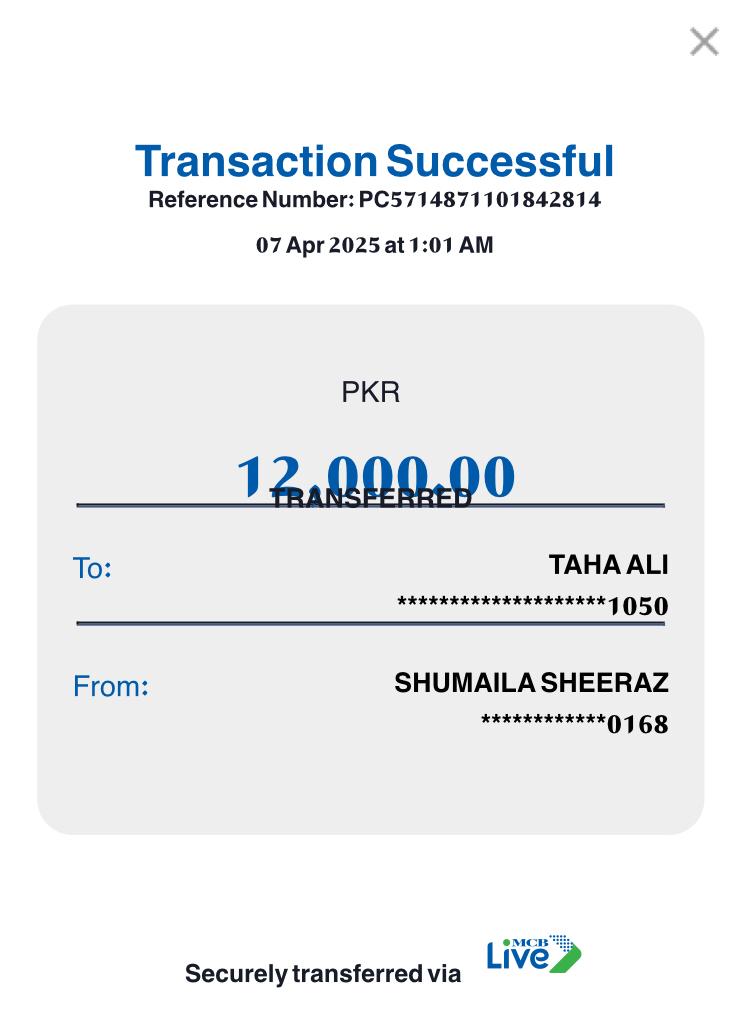 Transaction Successful
Reference Number: PC5714871101842814
07 Apr 2025 at 1:01 AM
PKR
12,000.00
TRANSFERRED
To:
TAHA ALI
********************1050
From:
SHUMAILA SHEERAZ
************0168
Securely transferred via
MCB
Live